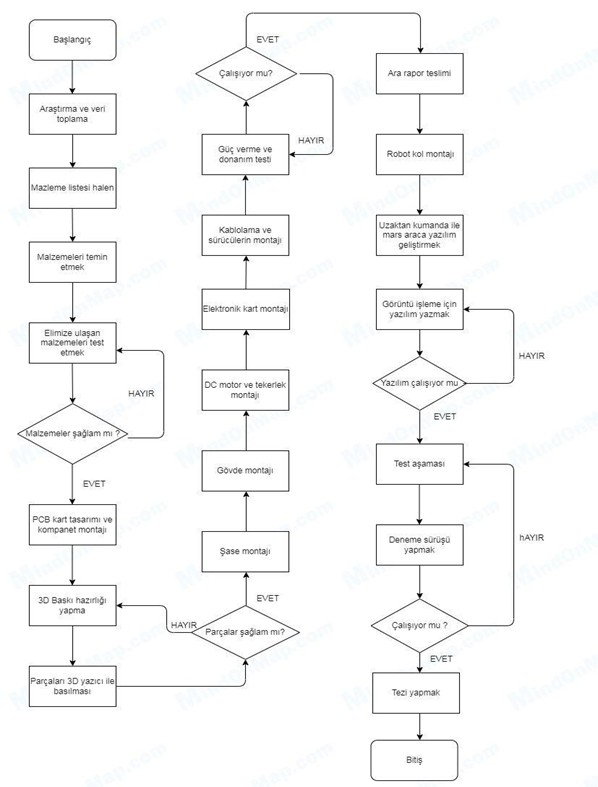 Başlangıç
Araştırma ve veri
toplama
Mazleme listesi halen
Malzemeleri temin
etmek
Elimize ulaşan
malzemeleri test
etmek
HAYIR
Malzemeler şağlam mı ?
EVET
PCB kart tasarımı ve
kompanet montajı
3D Baskı hazırlığı
yapma
Parçaları 3D yazıcı ile
basılması
HAYIR
Parçalar şağlam mı?
EVET
Şase montajı
Gövde montajı
DC motor ve tekerlek
montajı
Elektronik kart montajı
Kablolama ve
sürücülerin montajı
Güç verme ve
donanım testi
HAYIR
Çalışıyor mu?
EVET
Ara rapor teslimi
Robot kol montajı
Uzaktan kumanda ile
mars araca yazılım
geliştirmek
Görüntü işleme için
yazılım yazmak
HAYIR
Yazılım çalışıyor mu
EVET
Test aşaması
Deneme sürüşü
yapmak
hAYIR
Çalışıyor mu ?
EVET
Tezi yapmak
Bitiş
MindOnMap.com